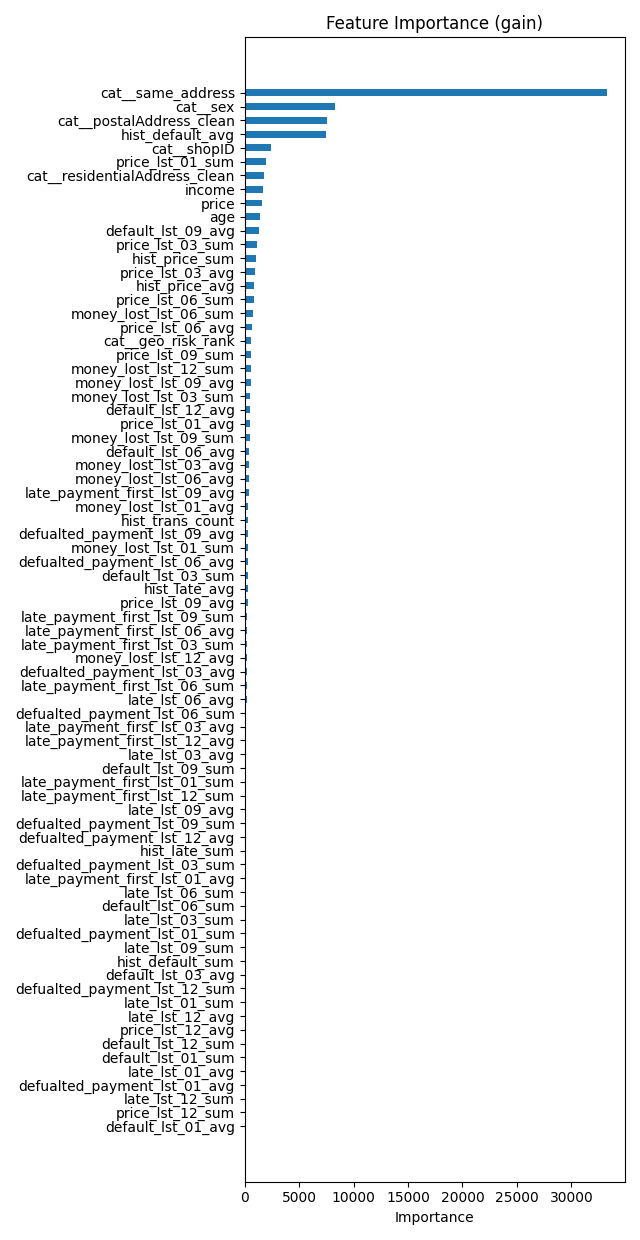 Feature Importance (gain)
cat__same_address
cat__sex
cat__postalAddress_clean
hist_default_avg
cat__shopID
price_lst_01_sum
cat__residentialAddress_clean
income
price
age
default_lst_09_avg
price_lst_03_sum
hist_price_sum
price_lst_03_avg
hist_price_avg
price_lst_06_sum
money_lost_lst_06_sum
price_lst_06_avg
cat__geo_risk_rank
price_lst_09_sum
money_lost_lst_12_sum
money_lost_lst_09_avg
money_lost_lst_03_sum
default_lst_12_avg
price_lst_01_avg
money_lost_lst_09_sum
default_lst_06_avg
money_lost_lst_03_avg
money_lost_lst_06_avg
late_payment_first_lst_09_avg
money_lost_lst_01_avg
hist_trans_count
defualted_payment_lst_09_avg
money_lost_lst_01_sum
defualted_payment_lst_06_avg
default_lst_03_sum
hist_late_avg
price_lst_09_avg
late_payment_first_lst_09_sum
late_payment_first_lst_06_avg
late_payment_first_lst_03_sum
money_lost_lst_12_avg
defualted_payment_lst_03_avg
late_payment_first_lst_06_sum
late_lst_06_avg
defualted_payment_lst_06_sum
late_payment_first_lst_03_avg
late_payment_first_lst_12_avg
late_lst_03_avg
default_lst_09_sum
late_payment_first_lst_01_sum
late_payment_first_lst_12_sum
late_lst_09_avg
defualted_payment_lst_09_sum
defualted_payment_lst_12_avg
hist_late_sum
defualted_payment_lst_03_sum
late_payment_first_lst_01_avg
late_lst_06_sum
default_lst_06_sum
late_lst_03_sum
defualted_payment_lst_01_sum
late_lst_09_sum
hist_default_sum
default_lst_03_avg
defualted_payment_lst_12_sum
late_lst_01_sum
late_lst_12_avg
price_lst_12_avg
default_lst_12_sum
default_lst_01_sum
late_lst_01_avg
defualted_payment_lst_01_avg
late_lst_12_sum
price_lst_12_sum
default_lst_01_avg
0 5000 10000 15000 20000 25000 30000
Importance